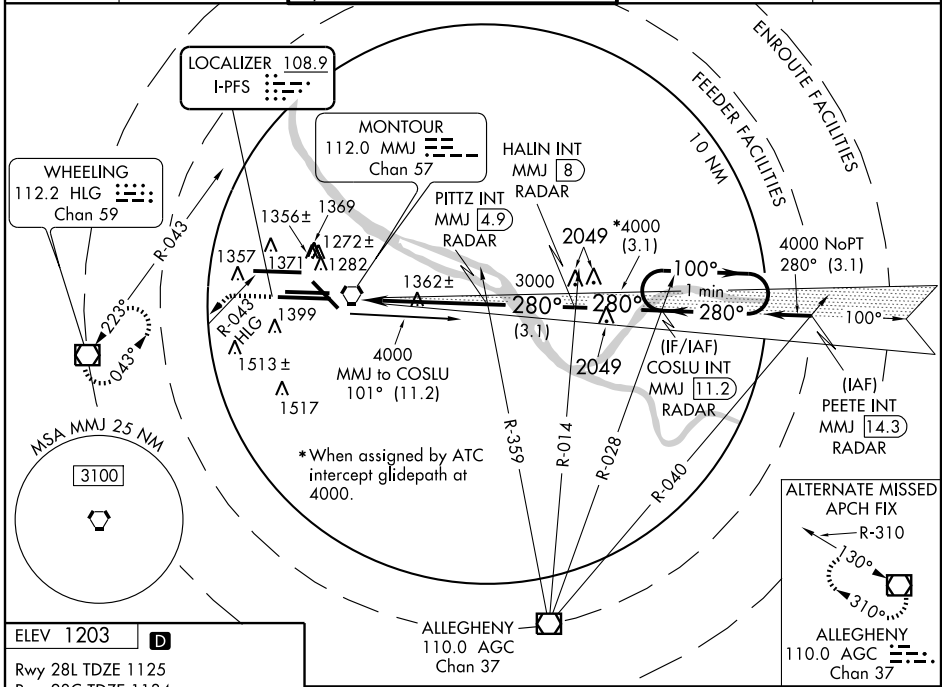 LOCALIZER 108.9
I-PFS
MONTOUR
112.0 MMJ
Chan 57
WHEELING
112.2 HLG
Chan 59
R-043
HALIN INT
MMJ 8
RADAR
PITTZ INT
MMJ 4.9
RADAR
ENROUTE FACILITIES
FEEDER FACILITIES
10 NM
1356± 1369
1272±
1282
1357
1371
1399
R-043
HLG
1513±
1517
1362±
3000
2049
*4000
(3.1)
4000 NoPT
280° (3.1)
100°
1 min
280°
280°
280°
(3.1)
100°
2049
223°
043°
4000
MMJ to COSLU
101° (11.2)
(IF/IAF)
COSLU INT
MMJ 11.2
RADAR
(IAF)
PEETE INT
MMJ 14.3
RADAR
R-359
R-014
R-028
R-040
*When assigned by ATC
intercept glidepath at
4000.
MSA MMJ 25 NM
3100
ALTERNATE MISSED
APCH FIX
R-310
130°
310°
ALLEGHENY
110.0 AGC
Chan 37
ALLEGHENY
110.0 AGC
Chan 37
ELEV 1203 D
Rwy 28L TDZE 1125